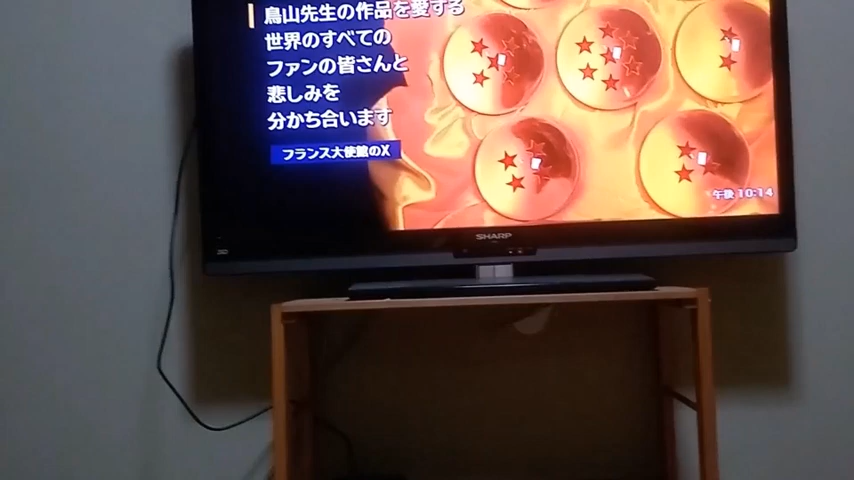 鳥山先生の作品を愛する
世界のすべての
ファンの皆さんと
悲しみを
分かち合います
フランス大使館のX
午後 10:14
SHARP